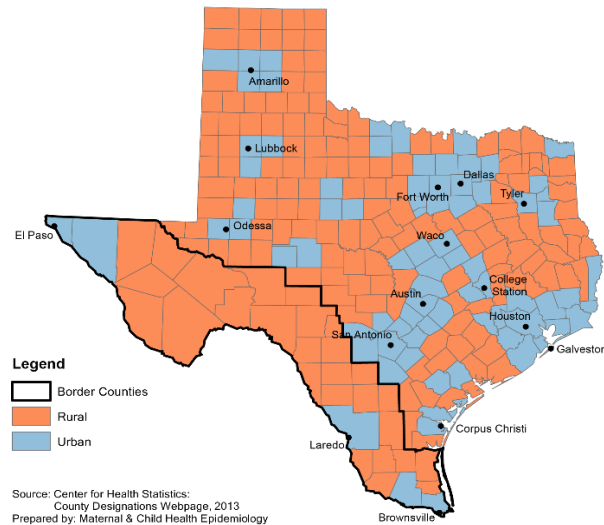 Amarillo
Lubbock
Dallas
Fort Worth
Tyler
El Paso
Odessa
Waco
College
Station
Austin
Houston
San Antonio
Galveston
Legend
Border Counties
Rural
Urban
Corpus Christi
Laredo
Source: Center for Health Statistics:
County Designations Webpage, 2013
Prepared by: Maternal & Child Health Epidemiology
Brownsville